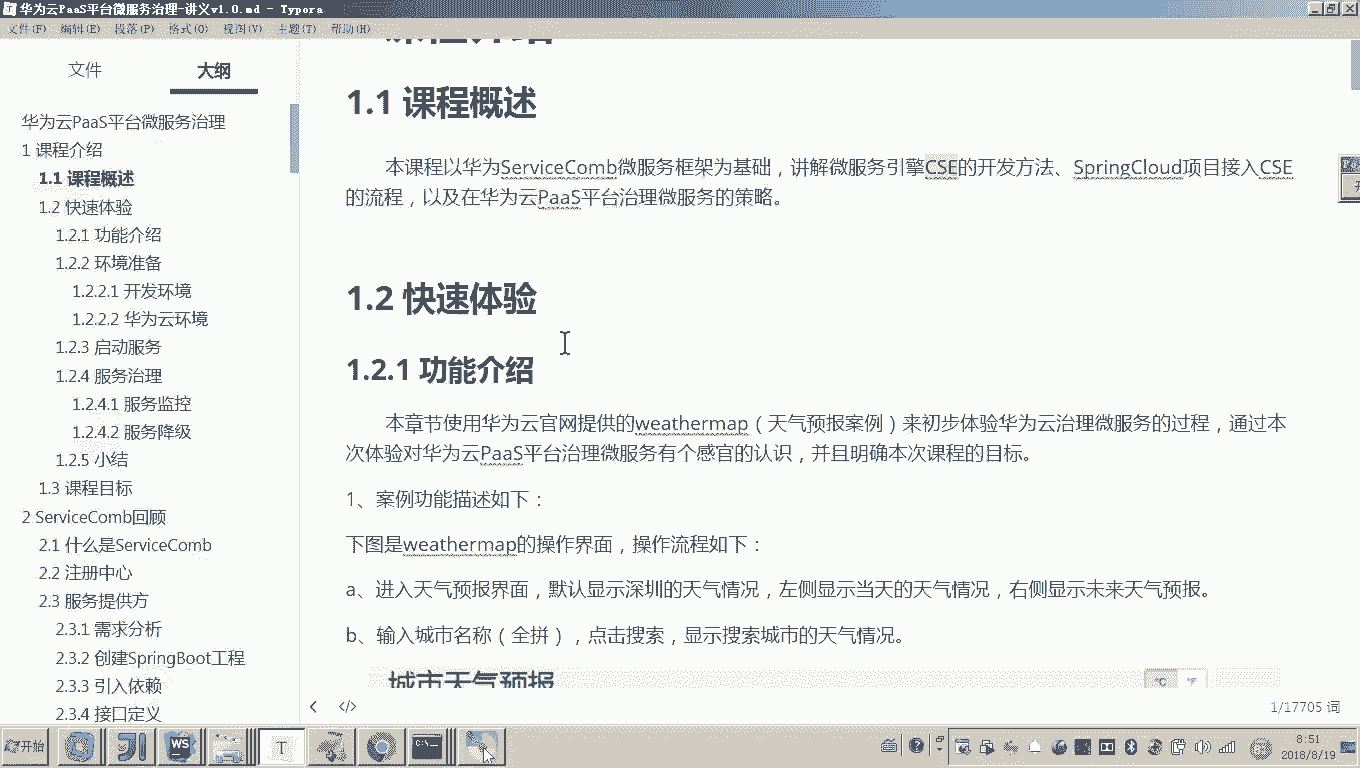 华为云PaaS平台微服务治理-讲义v1.0.md - Typora
文件(F) 编辑(E) 段落(P) 格式(O) 视图(V) 主题(T) 帮助(H)
文件 大纲
华为云PaaS平台微服务治理
1 课程介绍
1.1 课程概述
1.2 快速体验
1.2.1 功能介绍
1.2.2 环境准备
1.2.2.1 开发环境
1.2.2.2 华为云环境
1.2.3 启动服务
1.2.4 服务治理
1.2.4.1 服务监控
1.2.4.2 服务降级
1.2.5 小结
1.3 课程目标
2 ServiceComb回顾
2.1 什么是ServiceComb
2.2 注册中心
2.3 服务提供方
2.3.1 需求分析
2.3.2 创建SpringBoot工程
2.3.3 引入依赖
2.3.4 接口定义
1.1 课程概述
本课程以华为ServiceComb微服务框架为基础，讲解微服务引擎CSE的开发方法、SpringCloud项目接入CSE
的流程，以及在华为云PaaS平台治理微服务的策略。
1.2 快速体验
1.2.1 功能介绍
本章节使用华为云官网提供的weathermap（天气预报案例）来初步体验华为云治理微服务的过程，通过本
次体验对华为云PaaS平台治理微服务有个感官的认识，并且明确本次课程的目标。
1、案例功能描述如下：
下图是weathermap的操作界面，操作流程如下：
a、进入天气预报界面，默认显示深圳的天气情况，左侧显示当天的天气情况，右侧显示未来天气预报。
b、输入城市名称（全拼），点击搜索，显示搜索城市的天气情况。
城市天气预报
°C °F
1/17705 词
开始
8:51
2018/8/19